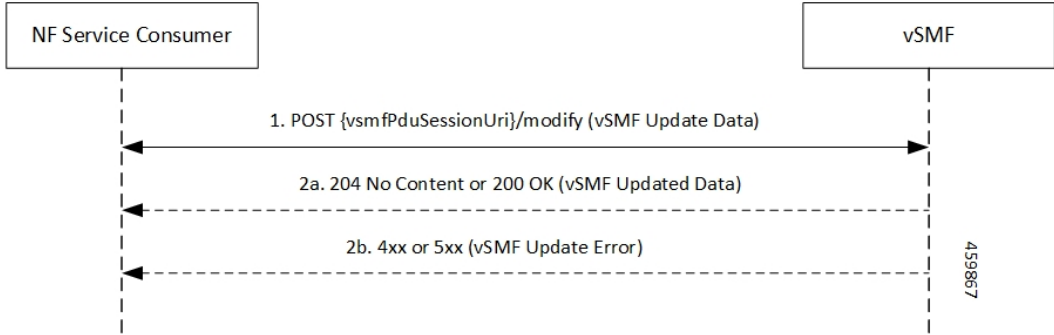 NF Service Consumer
vSMF
1. POST {vsmfPduSessionUri}/modify (vSMF Update Data)
2a. 204 No Content or 200 OK (vSMF Updated Data)
2b. 4xx or 5xx (vSMF Update Error)
459867